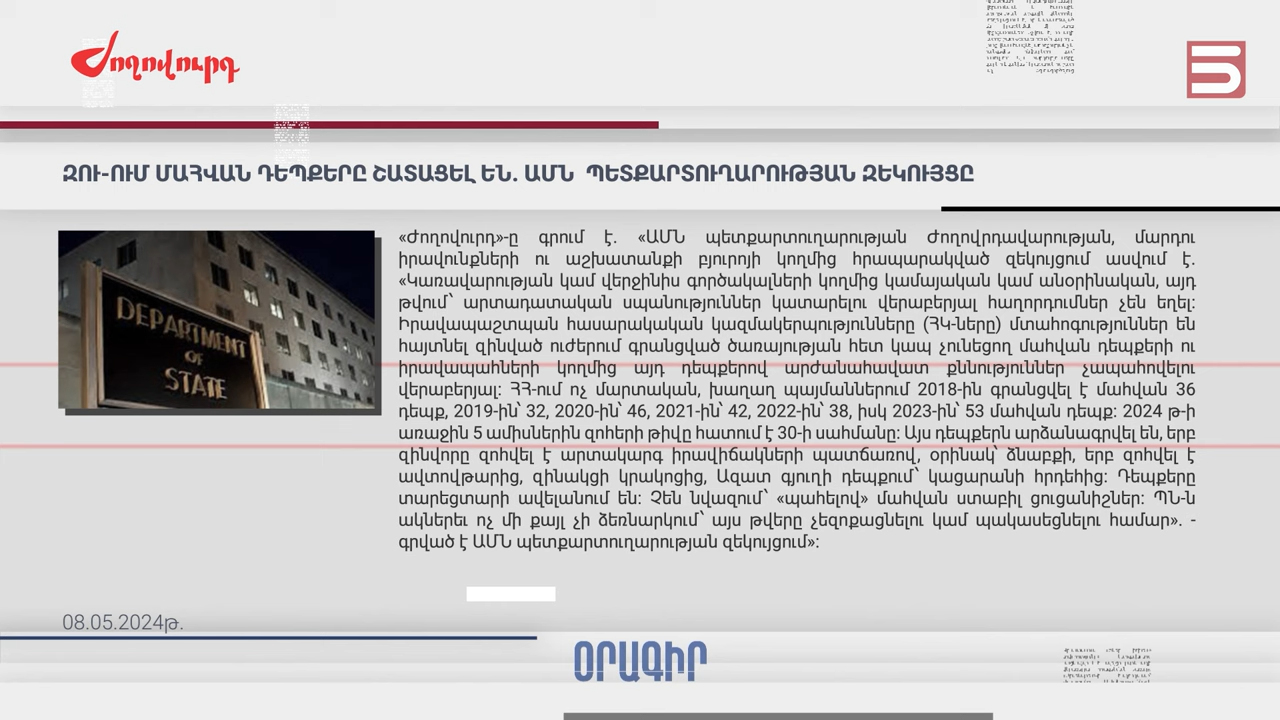 Ժողովուրդ
5
ԶՈՒ-ՈՒՄ ՄԱՀՎԱՆ ԴԵՊՔԵՐԸ ՇԱՏԱՑԵԼ ԵՆ. ԱՄՆ ՊԵՏՔԱՐՏՈՒՂԱՐՈՒԹՅԱՆ ԶԵԿՈՒՅՑԸ
DEPARTMENT
OF
STATE
«Ժողովուրդ»-ը գրում է. «ԱՄՆ պետքարտուղարության Ժողովրդավարության, մարդու
իրավունքների ու աշխատանքի բյուրոյի կողմից հրապարակված զեկույցում ասվում է.
«Կառավարության կամ վերջինիս գործակալների կողմից կամայական կամ անօրինական, այդ
թվում՝ արտադատական սպանություններ կատարելու վերաբերյալ հաղորդումներ չեն եղել:
Իրավապաշտպան հասարակական կազմակերպությունները (ՀԿ-ները) մտահոգություններ են
հայտնել զինված ուժերում գրանցված ծառայության հետ կապ չունեցող մահվան դեպքերի ու
իրավապահների կողմից այդ դեպքերով արժանահավատ քննություններ չապահովելու
վերաբերյալ: ՀՀ-ում ոչ մարտական, խաղաղ պայմաններում 2018-ին գրանցվել է մահվան 36
դեպք, 2019-ին՝ 32, 2020-ին՝ 46, 2021-ին՝ 42, 2022-ին՝ 38, իսկ 2023-ին՝ 53 մահվան դեպք: 2024 թ-ի
առաջին 5 ամիսներին զոհերի թիվը հատում է 30-ի սահմանը: Այս դեպքերն արձանագրվել են, երբ
զինվորը զոհվել է արտակարգ իրավիճակների պատճառով, օրինակ՝ ձնաբքի, երբ զոհվել է
ավտովթարից, զինակցի կրակոցից, Ազատ գյուղի դեպքում՝ կացարանի հրդեհից: Դեպքերը
տարեցտարի ավելանում են: Չեն նվազում՝ «պահելով» մահվան ստաբիլ ցուցանիշներ: ՊՆ-ն
ակներեւ ոչ մի քայլ չի ձեռնարկում՝ այս թվերը չեզոքացնելու կամ պակասեցնելու համար». -
գրված է ԱՄՆ պետքարտուղարության զեկույցում»:
08.05.2024թ.
ՕՐԱԳԻՐ